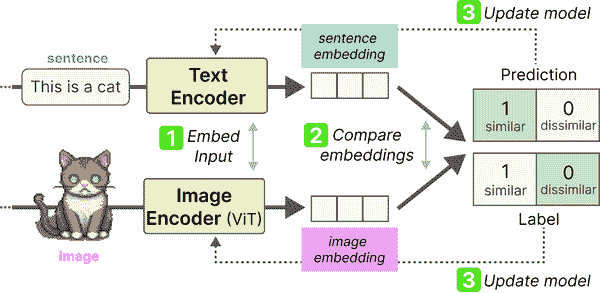 3 Update model
sentence
sentence
embedding
This is a cat
Text
Encoder
Prediction
1
similar
0
dissimilar
1 Embed
Input
2 Compare
embeddings
1
similar
0
dissimilar
Image
Encoder (ViT)
Label
image
image
embedding
3 Update model